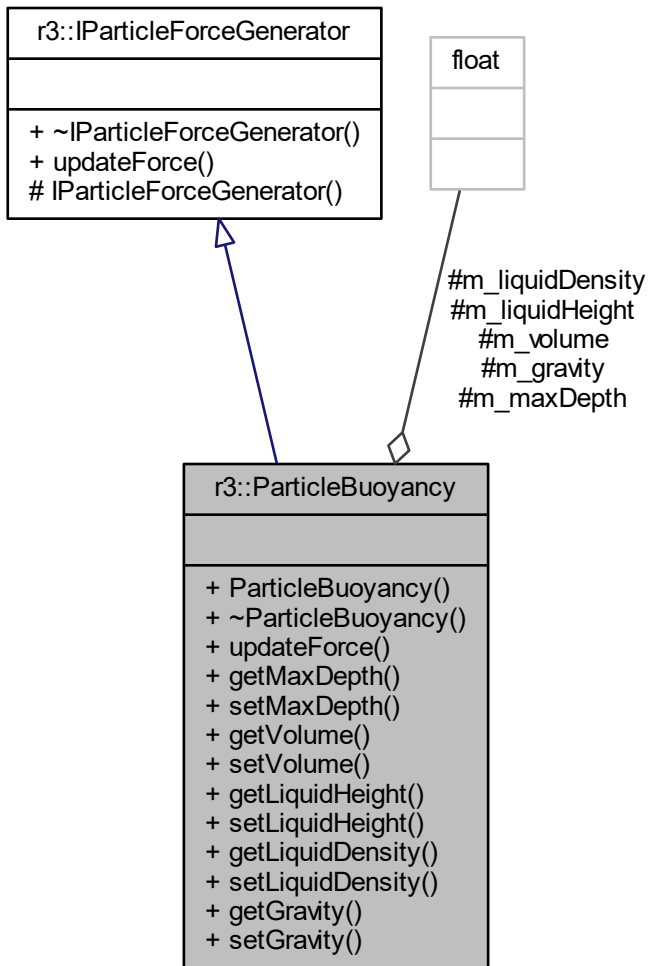 r3::IParticleForceGenerator
+ ~IParticleForceGenerator()
+ updateForce()
# IParticleForceGenerator()
float
#m_liquidDensity
#m_liquidHeight
#m_volume
#m_gravity
#m_maxDepth
r3::ParticleBuoyancy
+ ParticleBuoyancy()
+ ~ParticleBuoyancy()
+ updateForce()
+ getMaxDepth()
+ setMaxDepth()
+ getVolume()
+ setVolume()
+ getLiquidHeight()
+ setLiquidHeight()
+ getLiquidDensity()
+ setLiquidDensity()
+ getGravity()
+ setGravity()